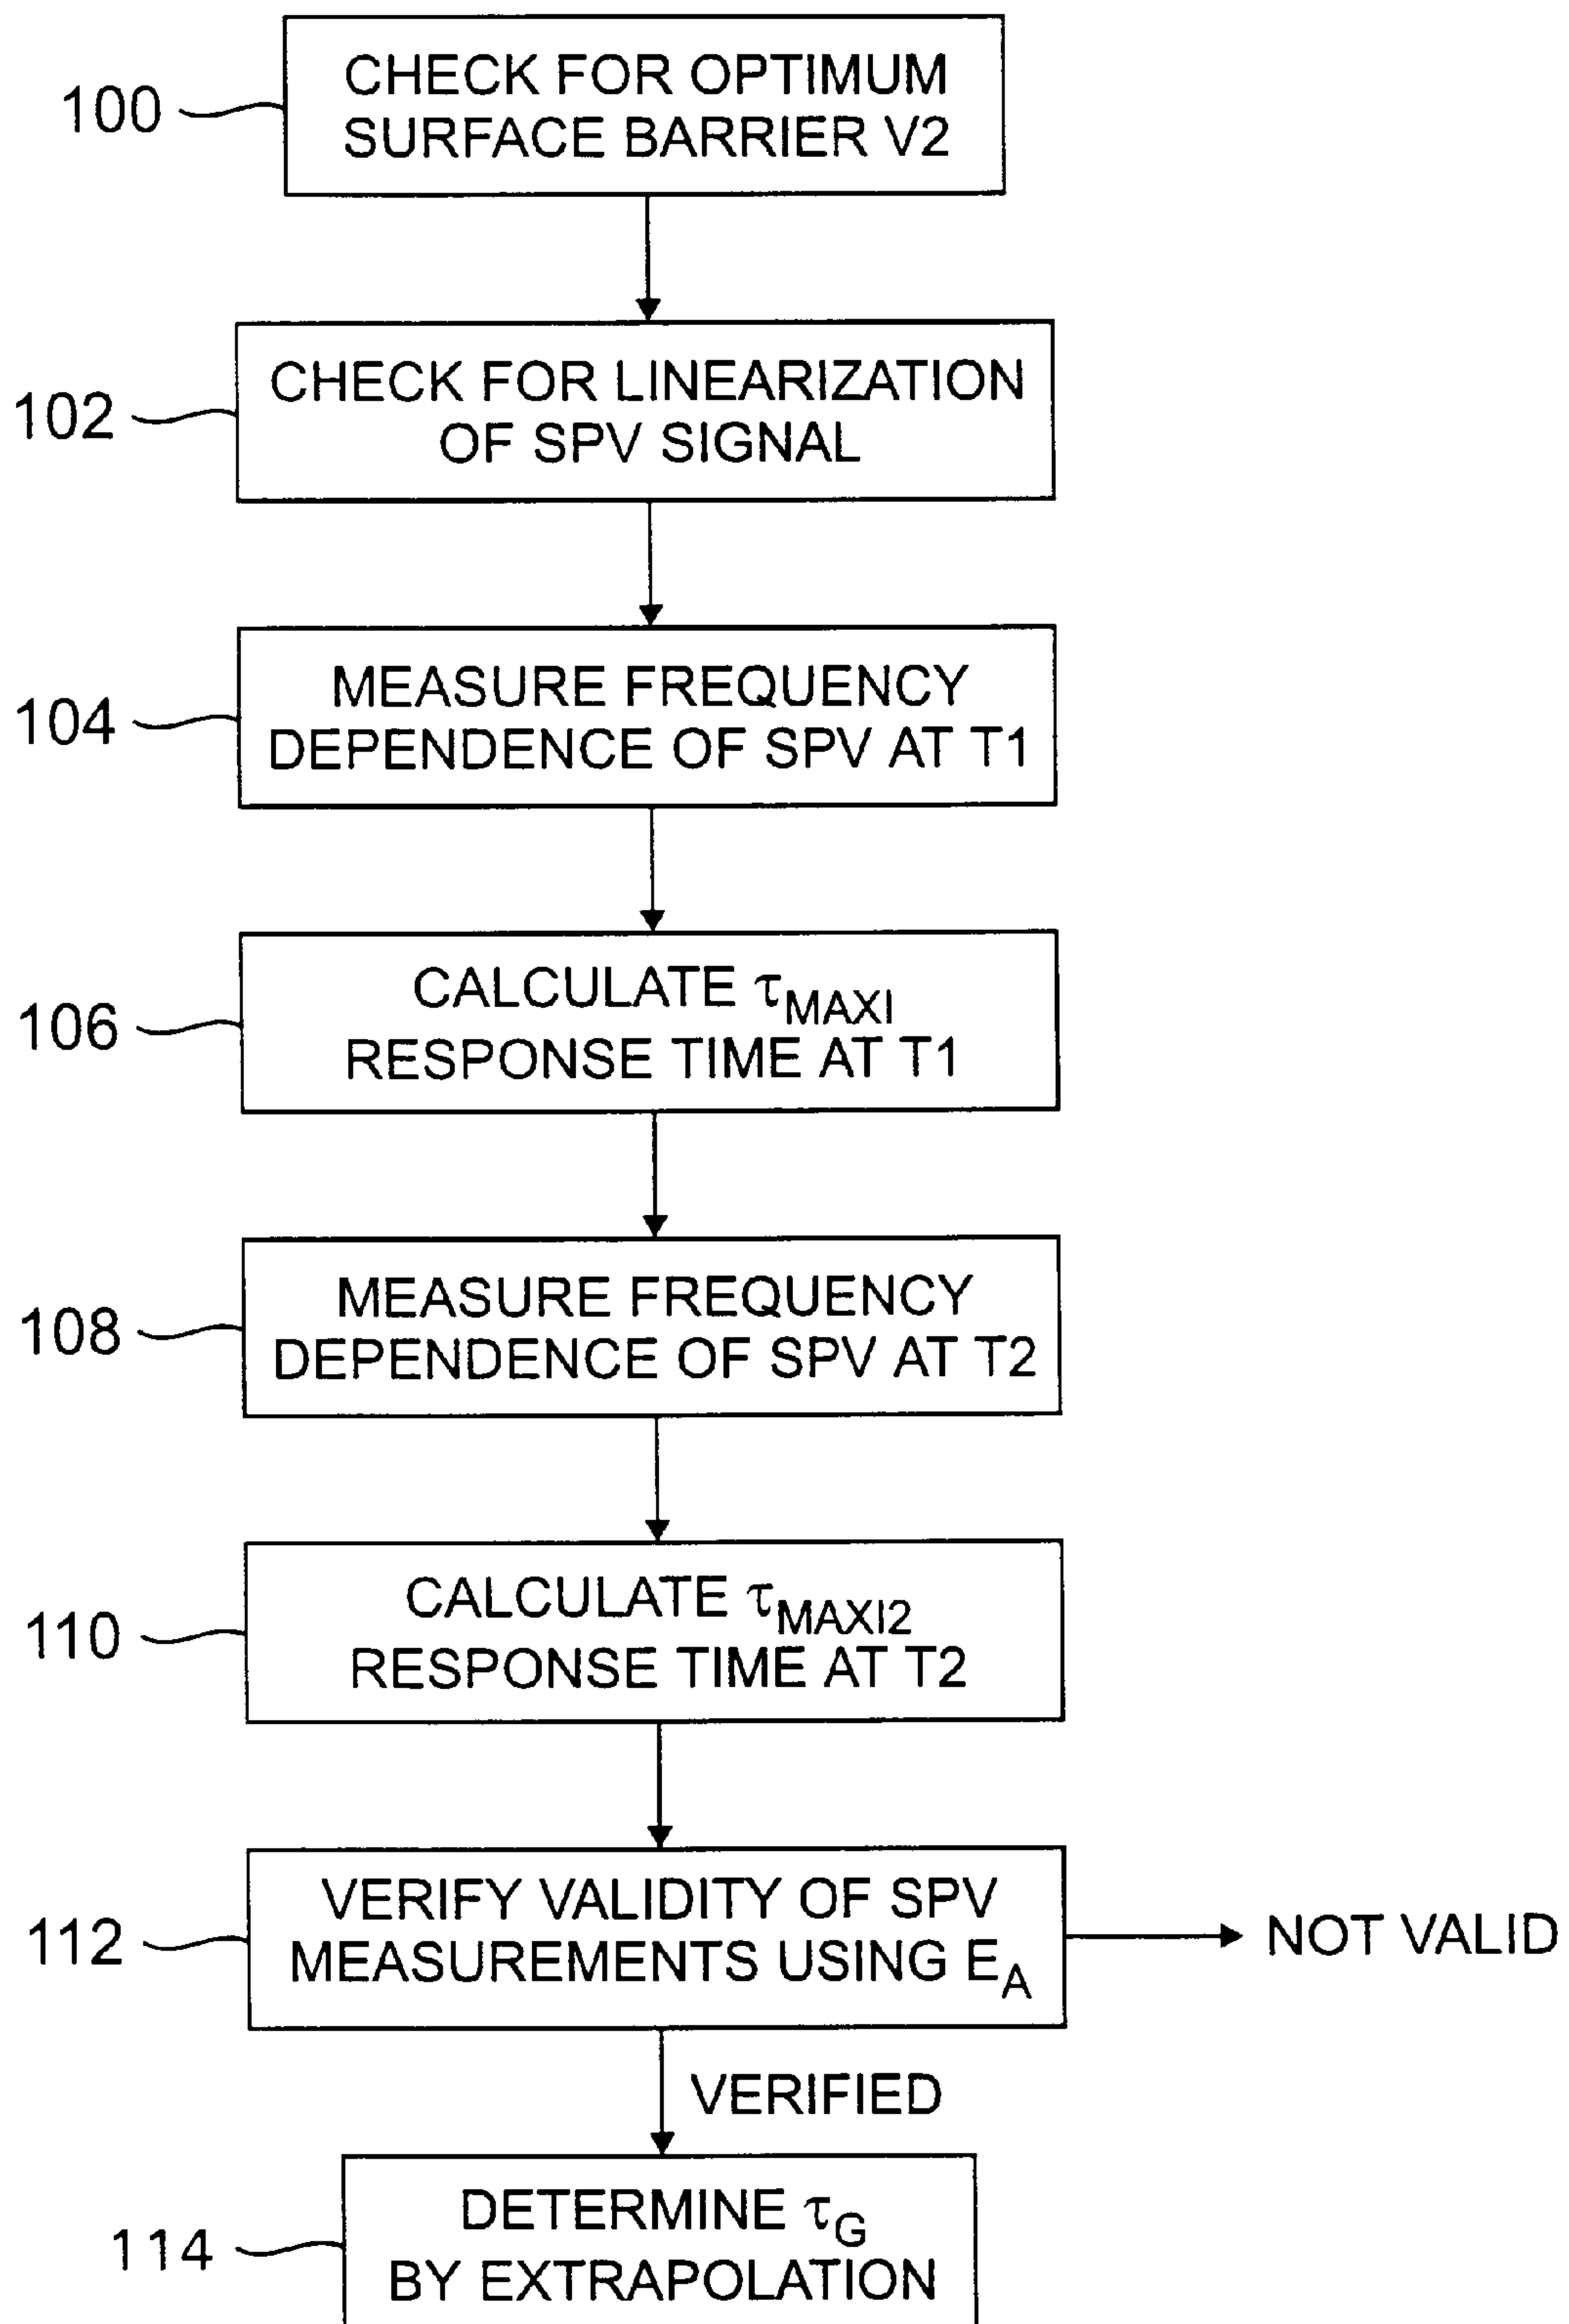 100
CHECK FOR OPTIMUM
SURFACE BARRIER V2
102
CHECK FOR LINEARIZATION
OF SPV SIGNAL
104
MEASURE FREQUENCY
DEPENDENCE OF SPV AT T1
106
CALCULATE τMAXI
RESPONSE TIME AT T1
108
MEASURE FREQUENCY
DEPENDENCE OF SPV AT T2
110
CALCULATE τMAXI2
RESPONSE TIME AT T2
112
VERIFY VALIDITY OF SPV
MEASUREMENTS USING EA
NOT VALID
VERIFIED
114
DETERMINE τG
BY EXTRAPOLATION